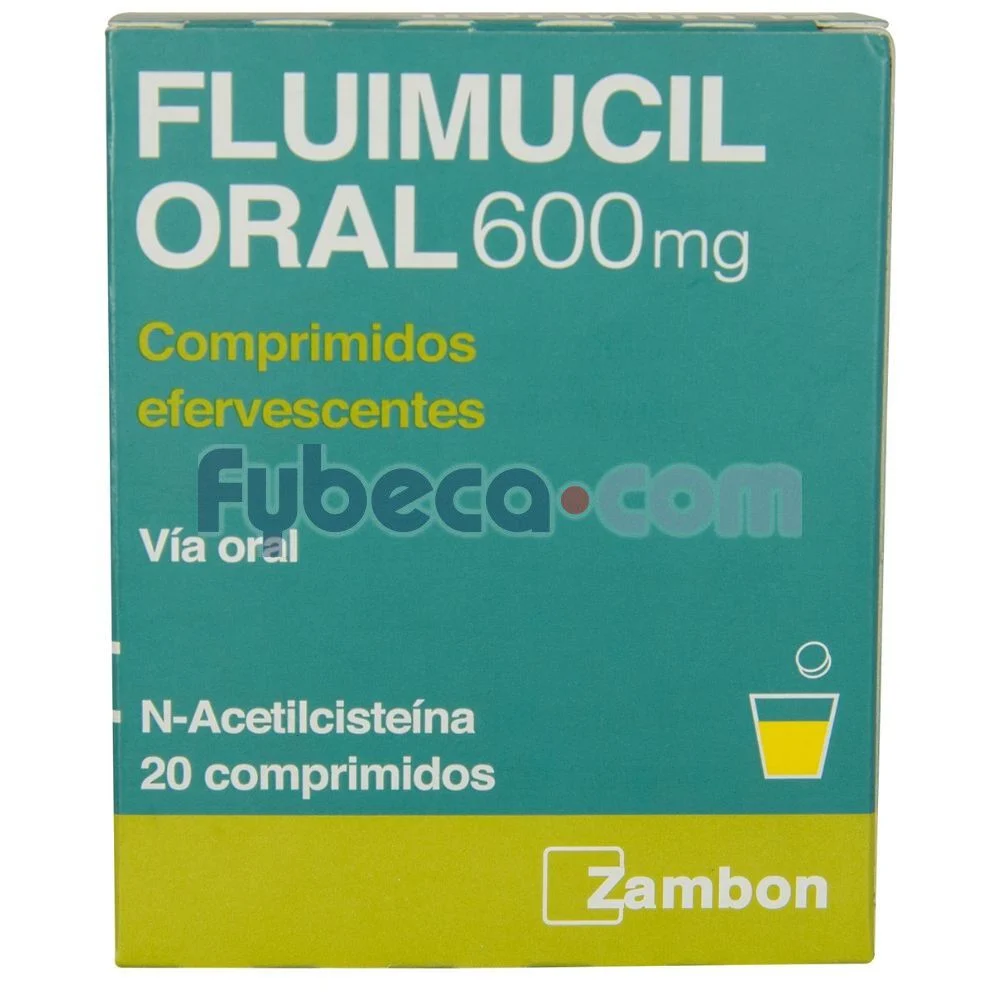 FLUIMUCIL
ORAL 600 mg
Comprimidos
efervescentes
fybeca.com
Vía oral
N-Acetilcisteína
20 comprimidos
Zambon